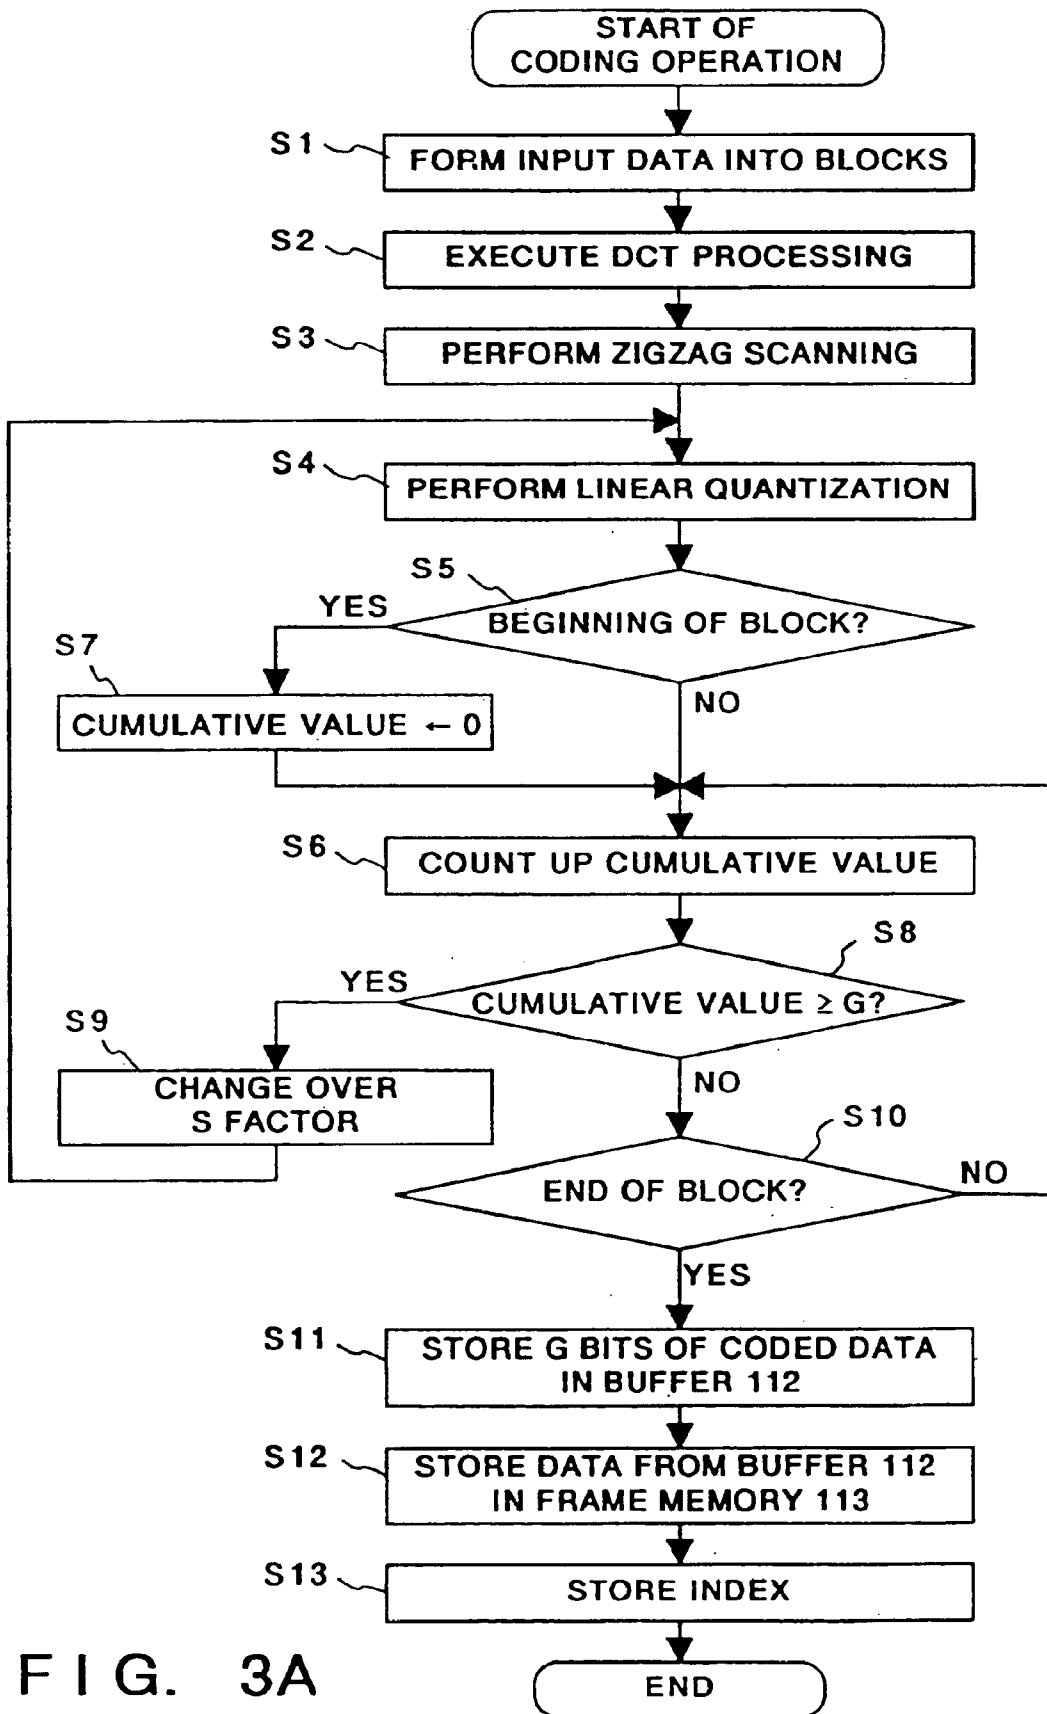 START OF
CODING OPERATION
S1
FORM INPUT DATA INTO BLOCKS
S2
EXECUTE DCT PROCESSING
S3
PERFORM ZIGZAG SCANNING
S4
PERFORM LINEAR QUANTIZATION
S5
YES
BEGINNING OF BLOCK?
S7
NO
CUMULATIVE VALUE ← 0
S6
COUNT UP CUMULATIVE VALUE
S8
YES
CUMULATIVE VALUE ≥ G?
S9
CHANGE OVER
S FACTOR
NO
S10
NO
END OF BLOCK?
YES
S11
STORE G BITS OF CODED DATA
IN BUFFER 112
S12
STORE DATA FROM BUFFER 112
IN FRAME MEMORY 113
S13
STORE INDEX
FIG. 3A
END